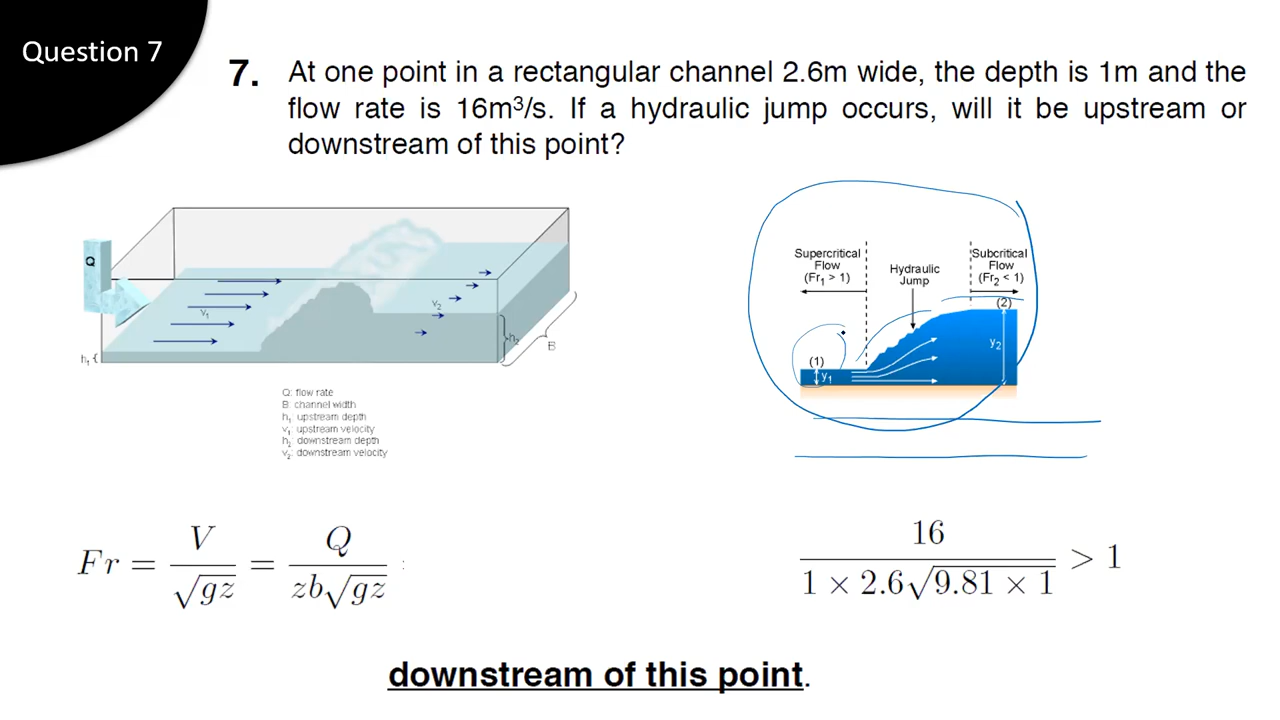 Question 7
7. At one point in a rectangular channel 2.6m wide, the depth is 1m and the
flow rate is 16m³/s. If a hydraulic jump occurs, will it be upstream or
downstream of this point?
Q
v₁
v₂
h₁
h₂
B
Q: flow rate
B: channel width
h₁ upstream depth
v₁: upstream velocity
h₂: downstream depth
v₂: downstream velocity
Supercritical
Flow
(Fr₁ > 1)
Hydraulic
Jump
Subcritical
Flow
(Fr₂ < 1)
(1)
y₁
(2)
y₂
Fr = V / √gz = Q / zb√gz :
16 / 1 × 2.6√9.81 × 1 > 1
downstream of this point.